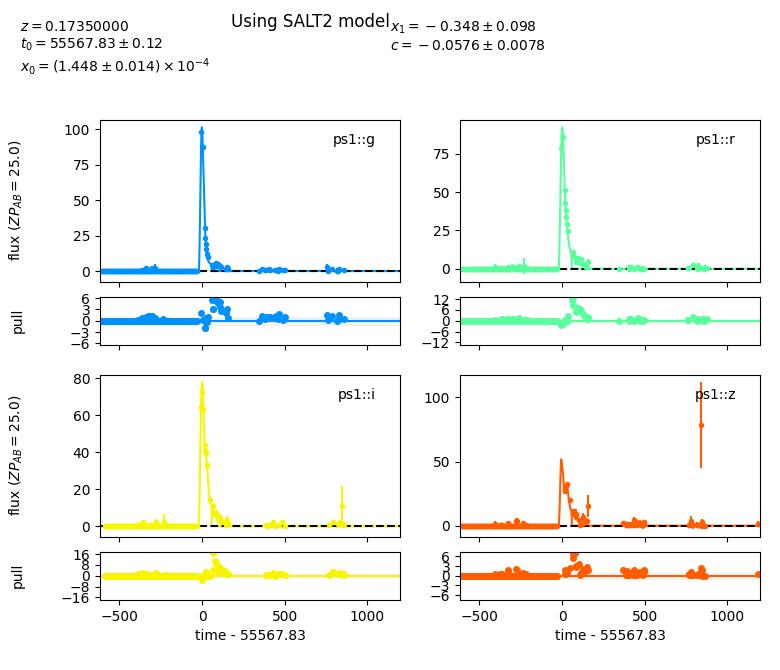 Using SALT2 model
z = 0.17350000
t₀ = 55567.83 ± 0.12
x₀ = (1.448 ± 0.014) × 10⁻⁴
x₁ = −0.348 ± 0.098
c = −0.0576 ± 0.0078
flux (ZP_AB = 25.0)
100
75
50
25
0
ps1::g
75
50
25
0
ps1::r
pull
6
3
0
−3
−6
12
6
0
−6
−12
flux (ZP_AB = 25.0)
80
60
40
20
0
ps1::i
100
50
0
ps1::z
pull
16
8
0
−8
−16
−500
0
500
1000
time - 55567.83
6
3
0
−3
−6
−500
0
500
1000
time - 55567.83